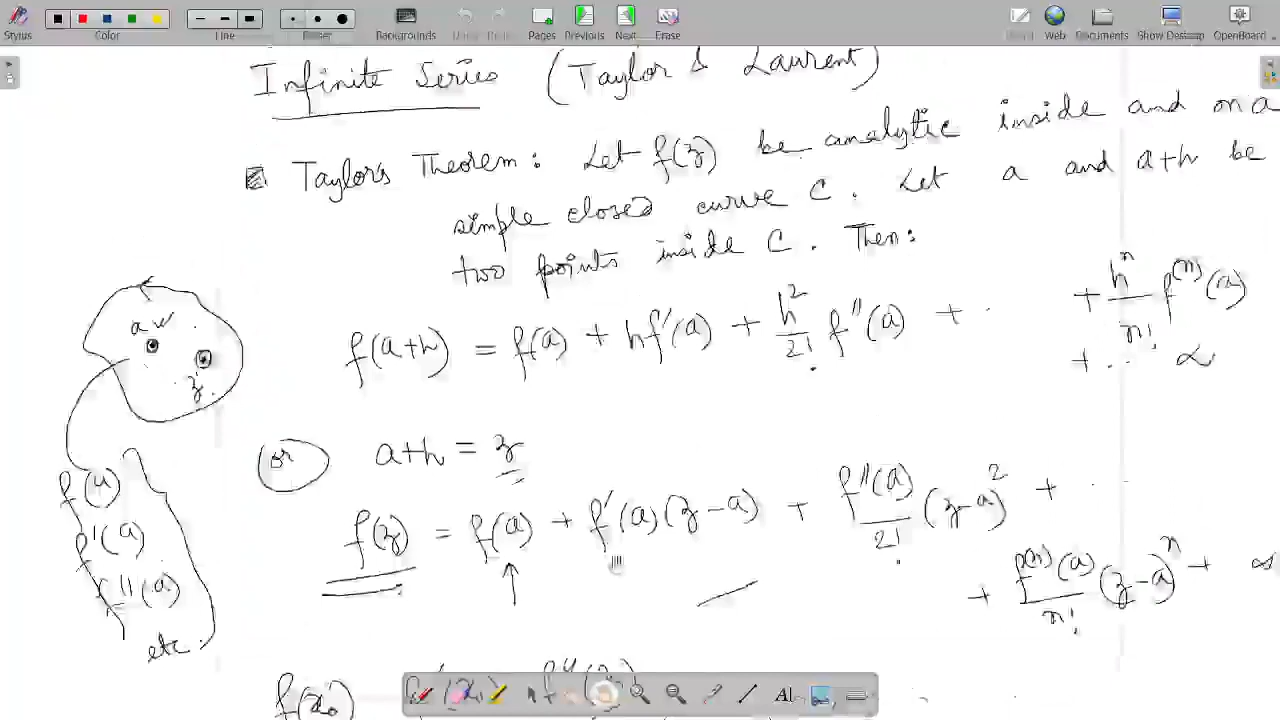 Stylus Color Line Eraser Backgrounds Undo Redo Pages Previous Next Erase Board Web Documents Show Desktop OpenBoard
Infinite Series (Taylor & Laurent)
Taylor's Theorem: Let f(z) be analytic inside and on a
simple closed curve C. Let a and a+h be
two points inside C. Then:
f(a+h) = f(a) + hf'(a) + h²/2! f''(a) + · · + hⁿ/n! f⁽ⁿ⁾(a)
+ ... ∞
a
z
or a+h = z
f(z) = f(a) + f'(a)(z-a) + f''(a)/2! (z-a)² + ...
+ f⁽ⁿ⁾(a)/n! (z-a)ⁿ + ∞
f(a)
f'(a)
f''(a)
etc.